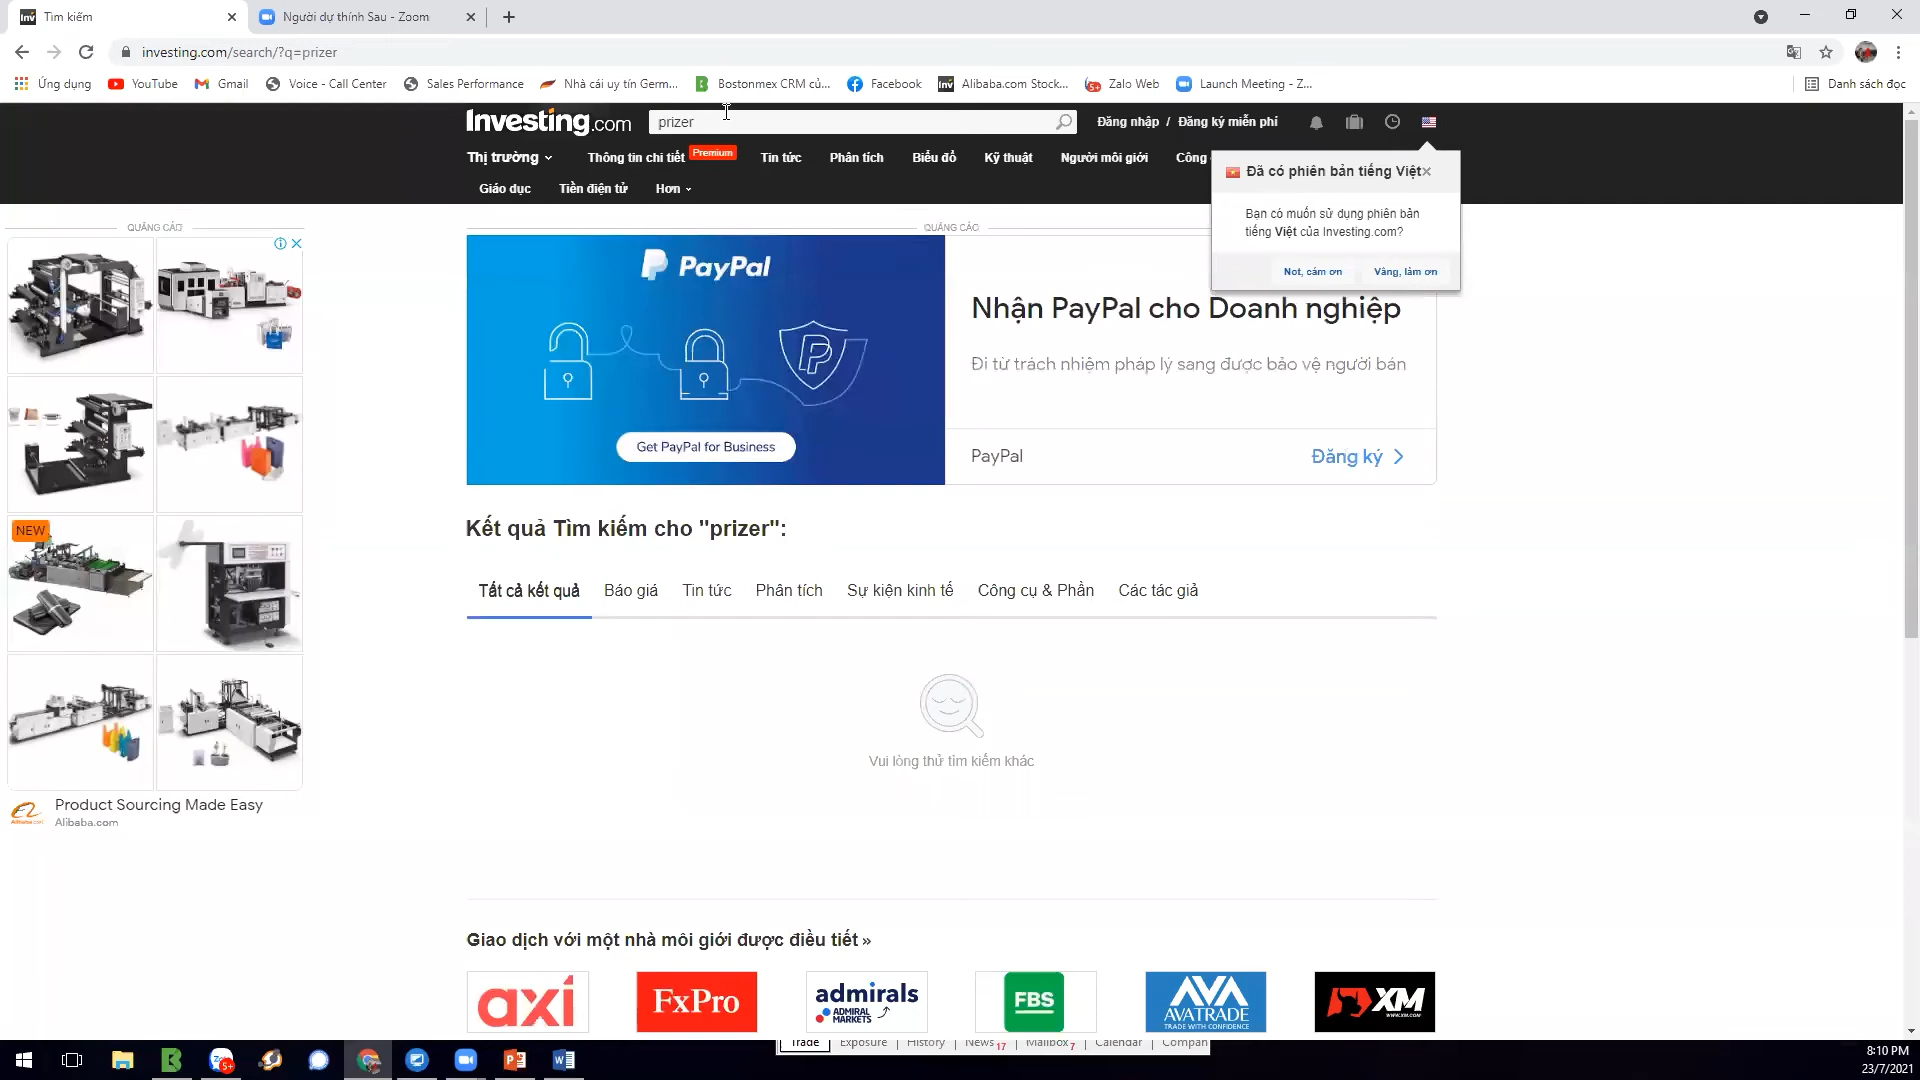 Tìm kiếm
Người dự thính Sau - Zoom
investing.com/search/?q=prizer
Ứng dụng
YouTube
Gmail
Voice - Call Center
Sales Performance
Nhà cái uy tín Germ...
Bostonmex CRM củ...
Facebook
Alibaba.com Stock...
Zalo Web
Launch Meeting - Z...
Danh sách đọc
Investing.com
prizer
Đăng nhập / Đăng ký miễn phí
Thị trường
Thông tin chi tiết
Premium
Tin tức
Phân tích
Biểu đồ
Kỹ thuật
Người môi giới
Công
Giáo dục
Tiền điện tử
Hơn
Đã có phiên bản tiếng Việt
Bạn có muốn sử dụng phiên bản
tiếng Việt của Investing.com?
Not, cám ơn
Vâng, làm ơn
QUẢNG CÁO
QUẢNG CÁO
PayPal
Get PayPal for Business
Nhận PayPal cho Doanh nghiệp
Đi từ trách nhiệm pháp lý sang được bảo vệ người bán
PayPal
Đăng ký
NEW
Product Sourcing Made Easy
Alibaba.com
Kết quả Tìm kiếm cho "prizer":
Tất cả kết quả
Báo giá
Tin tức
Phân tích
Sự kiện kinh tế
Công cụ & Phần
Các tác giả
Vui lòng thử tìm kiếm khác
Giao dịch với một nhà môi giới được điều tiết »
axi
FxPro
admirals
ADMIRAL MARKETS
FBS
AVATRADE
TRADE WITH CONFIDENCE
XM
WWW.XM.COM
Trade
Exposure
History
News 17
Mailbox 7
Calendar
Compan
8:10 PM
23/7/2021